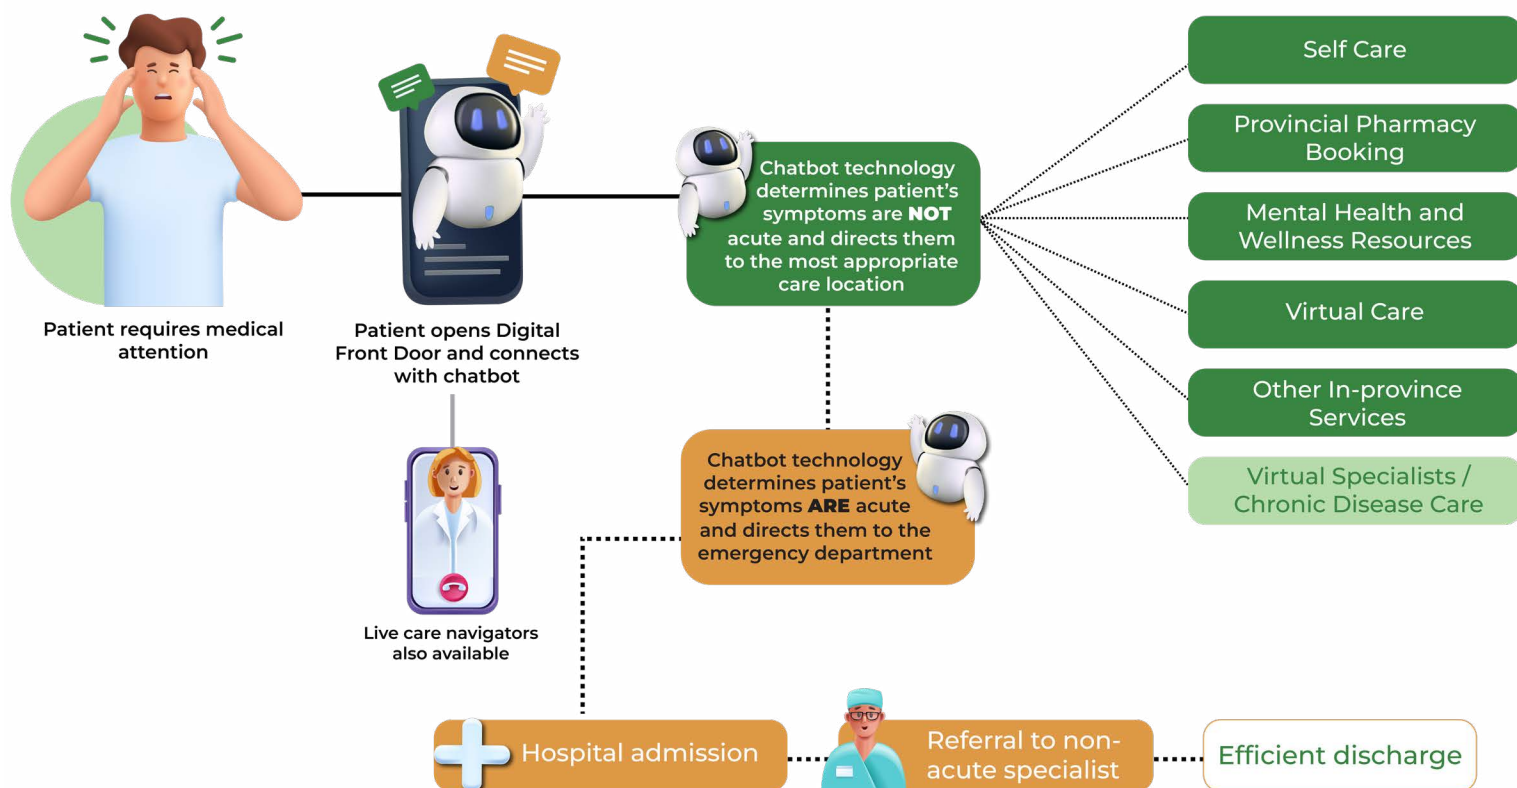 Patient requires medical
attention
Patient opens Digital
Front Door and connects
with chatbot
Live care navigators
also available
Chatbot technology
determines patient’s
symptoms are NOT
acute and directs them
to the most appropriate
care location
Chatbot technology
determines patient’s
symptoms ARE acute
and directs them to the
emergency department
Self Care
Provincial Pharmacy
Booking
Mental Health and
Wellness Resources
Virtual Care
Other In-province
Services
Virtual Specialists /
Chronic Disease Care
Hospital admission
Referral to non-
acute specialist
Efficient discharge